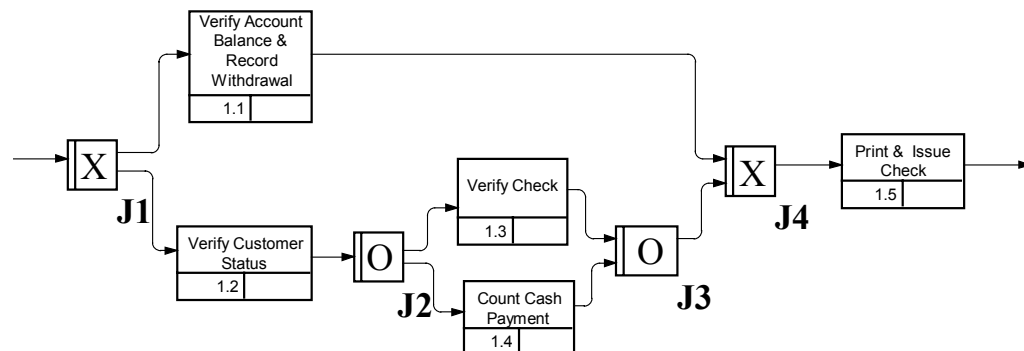 Verify Account
Balance &
Record
Withdrawal
1.1
X
J1
Verify Customer
Status
1.2
O
J2
Verify Check
1.3
Count Cash
Payment
1.4
O
J3
X
J4
Print & Issue
Check
1.5